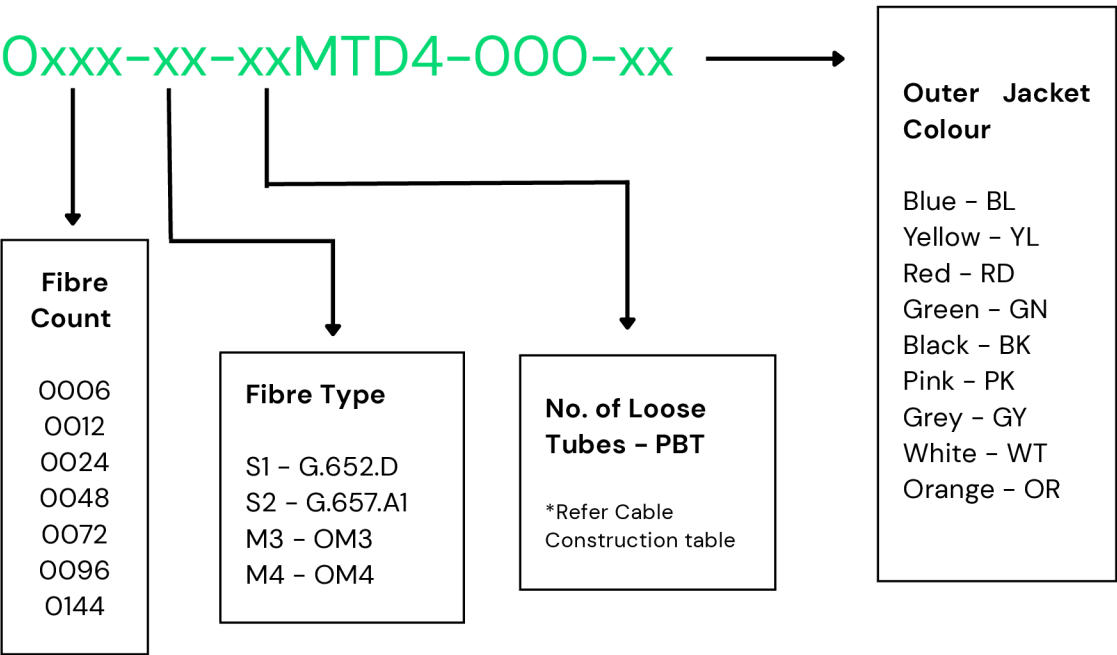 0xxx-xx-xxMTD4-000-xx
Fibre
Count
0006
0012
0024
0048
0072
0096
0144
Fibre Type
S1 - G.652.D
S2 - G.657.A1
M3 - OM3
M4 - OM4
No. of Loose
Tubes - PBT
*Refer Cable
Construction table
Outer Jacket
Colour
Blue - BL
Yellow - YL
Red - RD
Green - GN
Black - BK
Pink - PK
Grey - GY
White - WT
Orange - OR